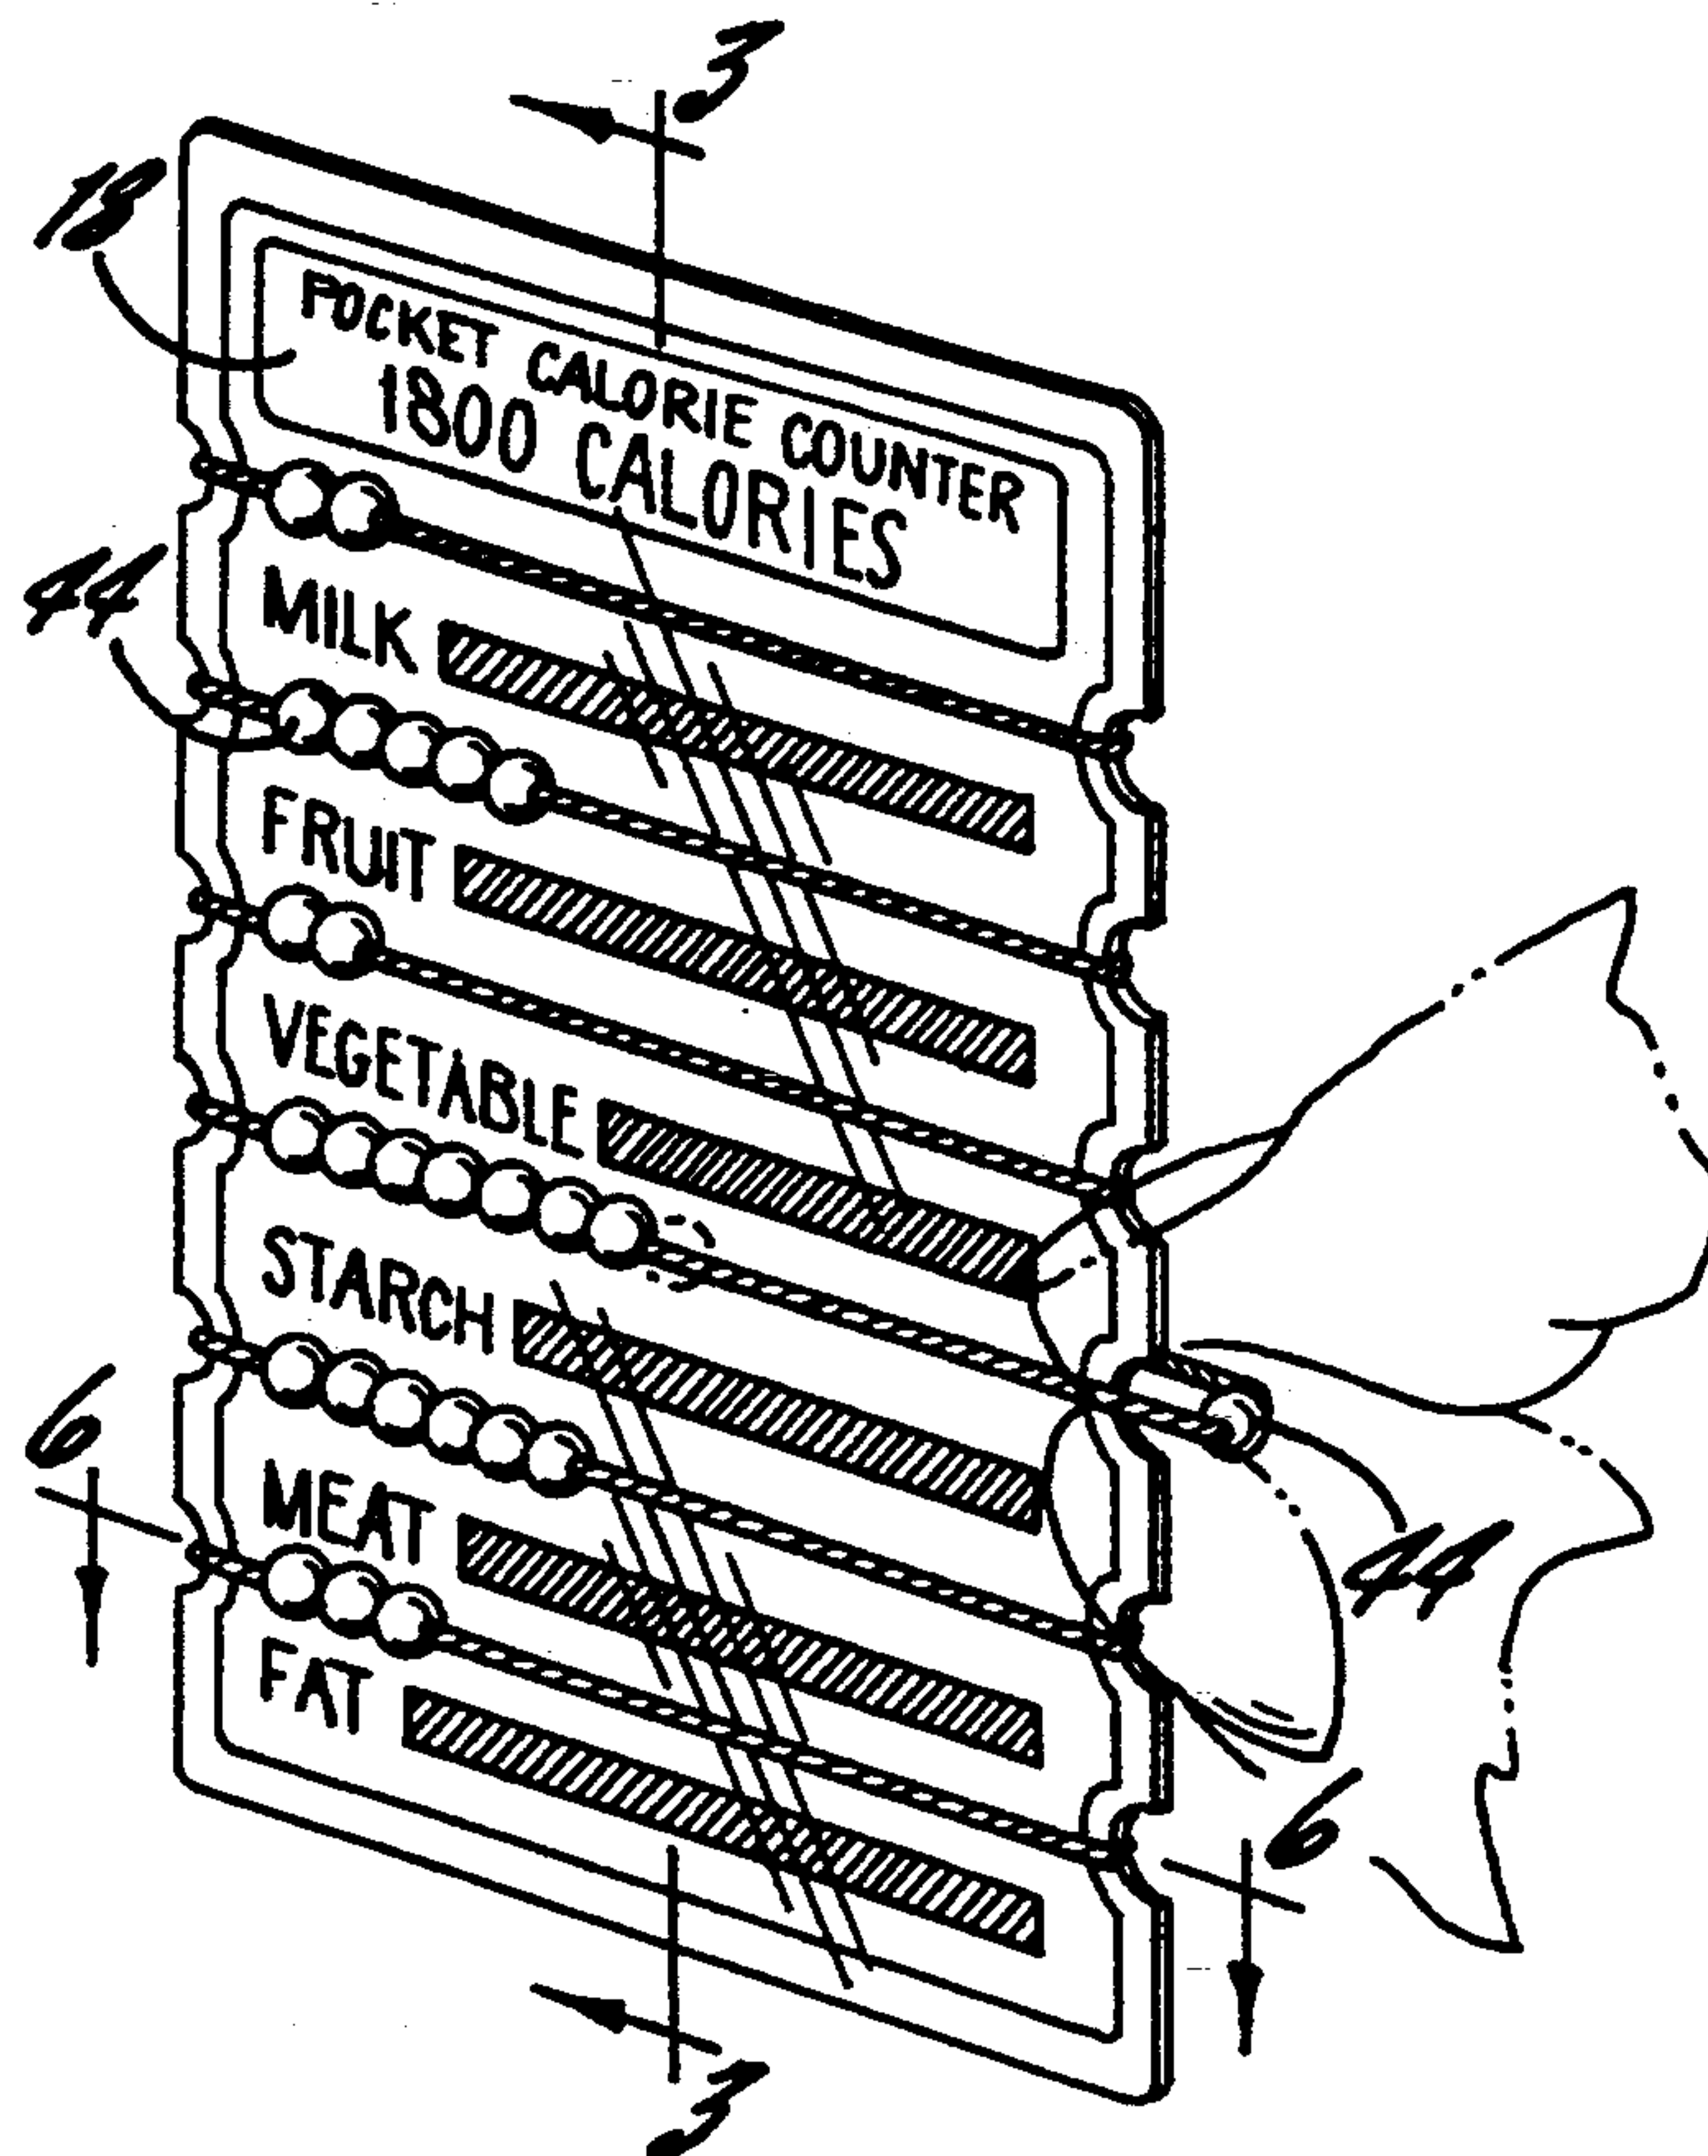 3
18
POCKET CALORIE COUNTER
1800 CALORIES
44
MILK
FRUIT
VEGETABLE
STARCH
MEAT
FAT
6
44
6
3